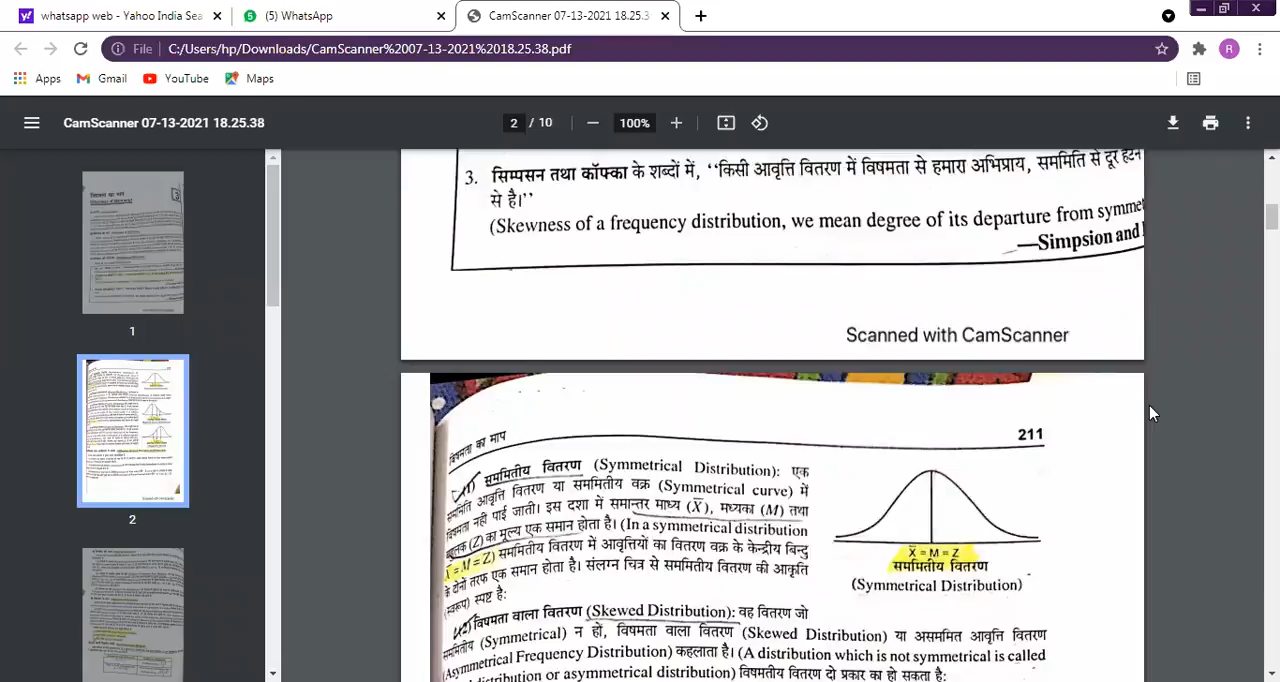 whatsapp web - Yahoo India Sea
(5) WhatsApp
CamScanner 07-13-2021 18.25.3
File C:/Users/hp/Downloads/CamScanner%2007-13-2021%2018.25.38.pdf
R
Apps Gmail YouTube Maps
CamScanner 07-13-2021 18.25.38
2 / 10
100%
1
2
3. सिम्पसन तथा कॉफ्का के शब्दों में, ‘‘किसी आवृत्ति वितरण में विषमता से हमारा अभिप्राय, सममिति से दूर हटने
से है।’’
(Skewness of a frequency distribution, we mean degree of its departure from symmet
—Simpsion and
Scanned with CamScanner
का माप
211
(1) सममितीय वितरण (Symmetrical Distribution): एक
सममिति आवृत्ति वितरण या सममितीय वक्र (Symmetrical curve) में
विषमता नहीं पाई जाती। इस दशा में समान्तर माध्य (X̄), मध्यका (M) तथा
(Z) का मूल्य एक समान होता है। (In a symmetrical distribution
= M = Z) सममितीय वितरण में आवृत्तियों का वितरण वक्र के केन्द्रीय बिन्दु
के दोनों तरफ एक समान होता है। संलग्न चित्र से सममितीय वितरण की आकृति
स्पष्ट है:
X̄ = M = Z
सममितीय वितरण
(Symmetrical Distribution)
विषमता वाला वितरण (Skewed Distribution): वह वितरण जो
सममितीय (Symmetrical) न हो, विषमता वाला वितरण (Skewed Distribution) या असममित आवृत्ति वितरण
(Asymmetrical Frequency Distribution) कहलाता है। (A distribution which is not symmetrical is called
distribution or asymmetrical distribution) विषमतीय वितरण दो प्रकार का हो सकता है: